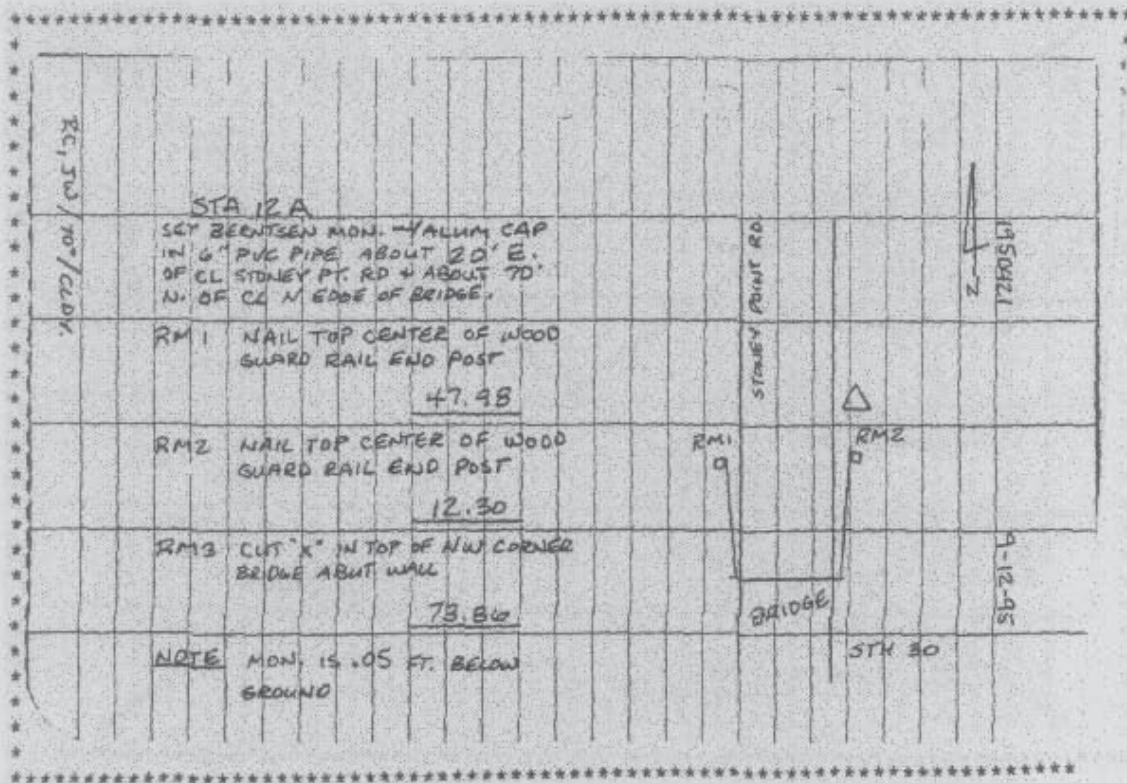 RC, JW / 70° / CLDY.
STA 12 A
SET BERNTSEN MON. W/ALUM CAP
IN 6" PVC PIPE ABOUT 20' E.
OF CL STONEY PT. RD & ABOUT 70'
N. OF CL N EDGE OF BRIDGE.
RM 1 NAIL TOP CENTER OF WOOD
GUARD RAIL END POST
47.98
RM2 NAIL TOP CENTER OF WOOD
GUARD RAIL END POST
12.30
RM3 CUT "X" IN TOP OF NW CORNER
BRIDGE ABUT WALL
73.86
NOTE MON. IS .05 FT. BELOW
GROUND
STONEY POINT RD.
RM1
RM2
BRIDGE
STH 30
N
1950421
9-12-95